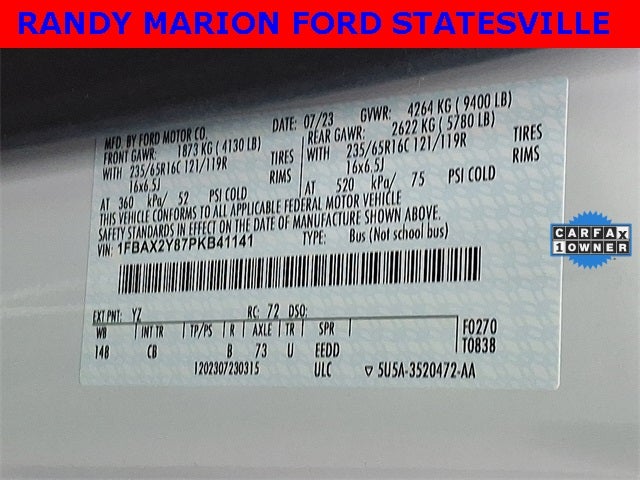 RANDY MARION FORD STATESVILLE
MFD. BY FORD MOTOR CO. DATE: 07/23 GVWR: 4264 KG ( 9400 LB)
FRONT GAWR: 1873 KG ( 4130 LB) REAR GAWR: 2622 KG ( 5780 LB)
WITH 235/65R16C 121/119R TIRES WITH 235/65R16C 121/119R TIRES
16x6.5J RIMS 16x6.5J RIMS
AT 360 kPa/ 52 PSI COLD AT 520 kPa/ 75 PSI COLD
THIS VEHICLE CONFORMS TO ALL APPLICABLE FEDERAL MOTOR VEHICLE
SAFETY STANDARDS IN EFFECT ON THE DATE OF MANUFACTURE SHOWN ABOVE.
VIN: 1FBAX2Y87PKB41141 TYPE: Bus (Not school bus)
CARFAX
1 OWNER
EXT PNT: YZ RC: 72 DSO:
WB INT TR TP/PS R AXLE TR SPR F0270
148 CB B 73 U EEDD T0838
1202307230315 ULC ▽ 5U5A-3520472-AA